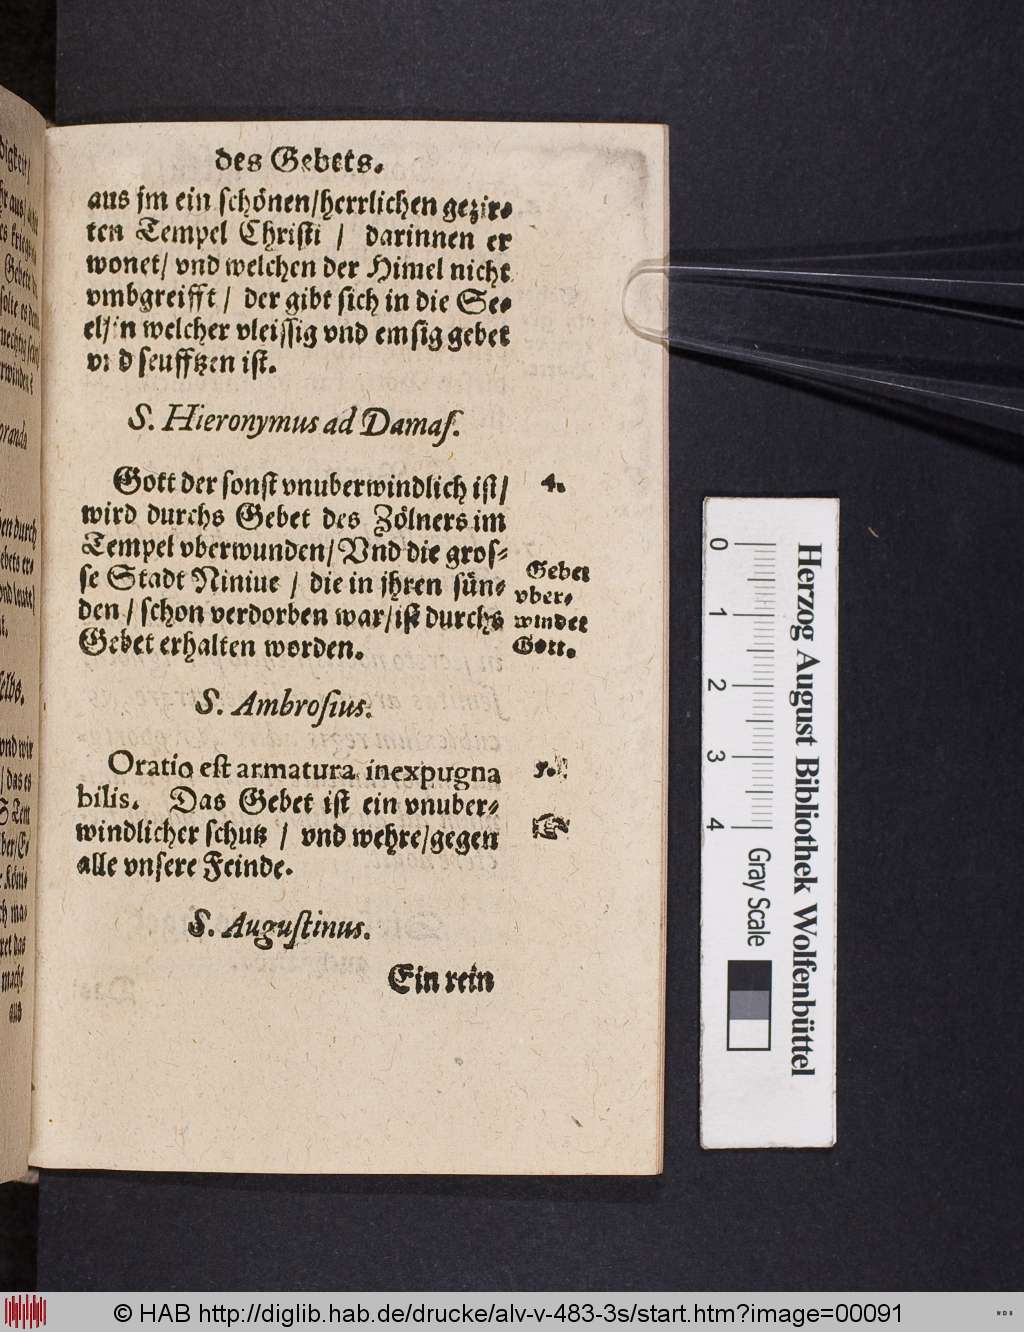 des Gebets.
aus jm ein schönen/herrlichen gezir⸗
ten Tempel Christi / darinnen er
wonet/ vnd welchen der Himel nicht
vmbgreifft / der gibt sich in die See⸗
el/in welcher vleissig vnd emsig gebet
vnd seufftzen ist.
S. Hieronymus ad Damas.
Gott der sonst vnuberwindlich ist/
wird durchs Gebet des Zölners im
Tempel vberwunden/ Vnd die gros⸗
se Stadt Niniue / die in jhren sün⸗
den / schon verdorben war/ist durchs
Gebet erhalten worden.
4.
Gebet
vber⸗
windet
Gott.
S. Ambrosius.
Oratio est armatura inexpugna
bilis. Das Gebet ist ein vnuber⸗
windlicher schutz / vnd wehre/gegen
alle vnsere Feinde.
5.
S. Augustinus.
Ein rein
0 1 2 3 4
Gray Scale
Herzog August Bibliothek Wolfenbüttel
© HAB http://diglib.hab.de/drucke/alv-v-483-3s/start.htm?image=00091